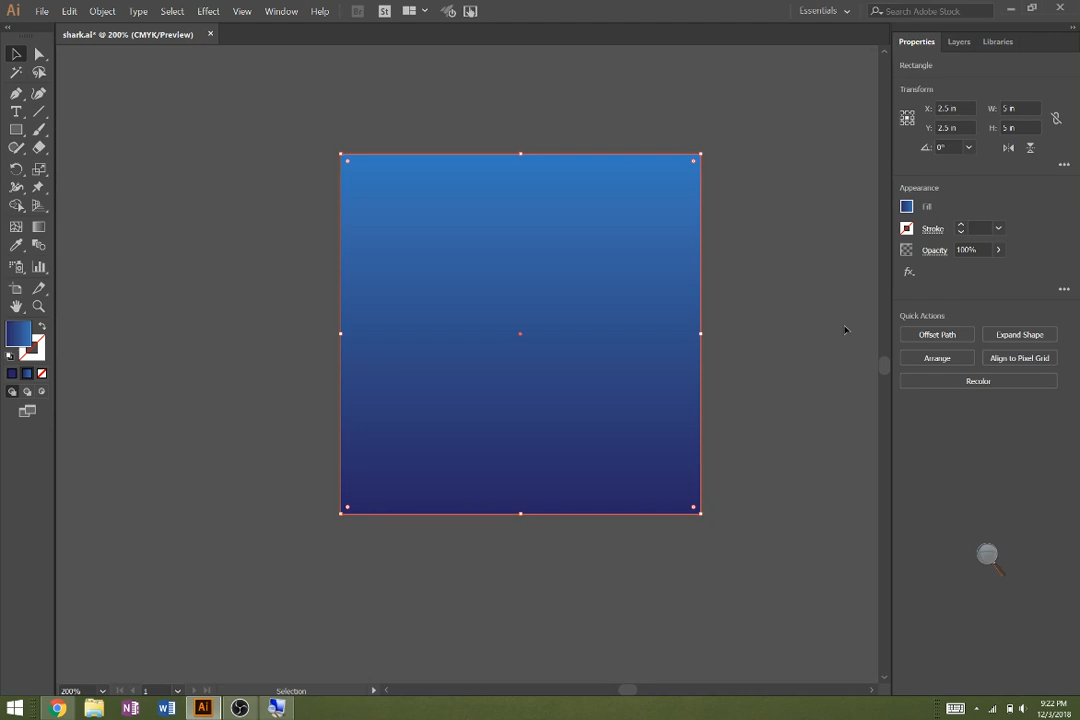 Ai File Edit Object Type Select Effect View Window Help Br St Essentials Search Adobe Stock
shark.ai* @ 200% (CMYK/Preview) ×
Properties Layers Libraries
Rectangle
Transform
X: 2.5 in W: 5 in
Y: 2.5 in H: 5 in
0°
Appearance
Fill
Stroke
Opacity 100%
fx.
Quick Actions
Offset Path Expand Shape
Arrange Align to Pixel Grid
Recolor
200% 1 Selection
9:22 PM
12/3/2018